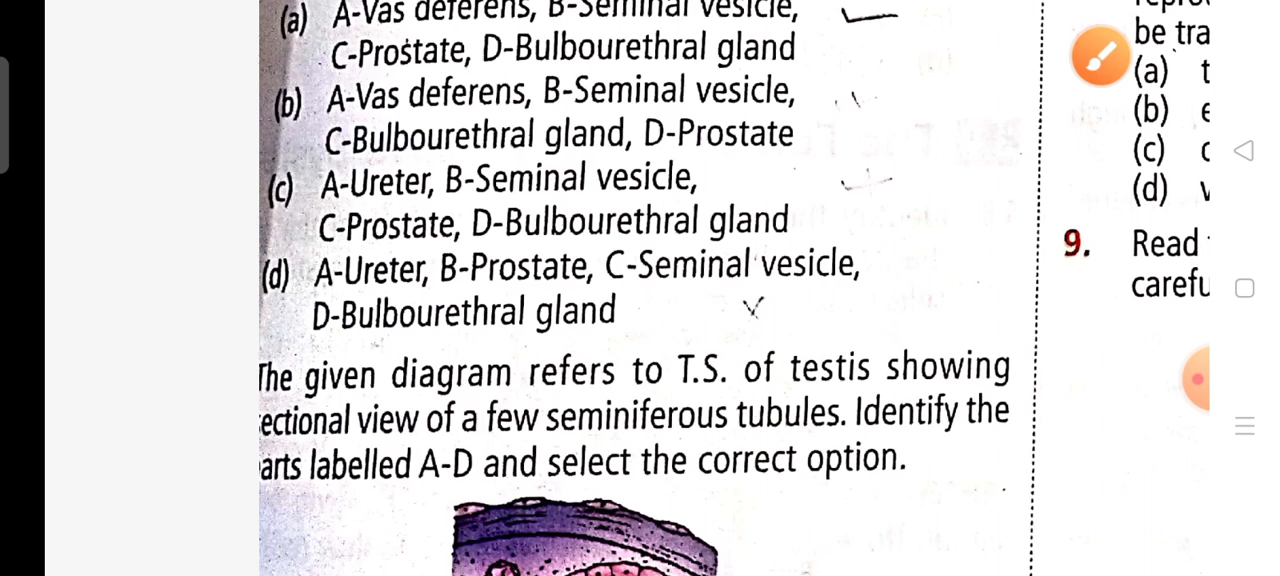 (a) A-Vas deferens, B-Seminal vesicle,
C-Prostate, D-Bulbourethral gland
(b) A-Vas deferens, B-Seminal vesicle,
C-Bulbourethral gland, D-Prostate
(c) A-Ureter, B-Seminal vesicle,
C-Prostate, D-Bulbourethral gland
(d) A-Ureter, B-Prostate, C-Seminal vesicle,
D-Bulbourethral gland
The given diagram refers to T.S. of testis showing
ectional view of a few seminiferous tubules. Identify the
arts labelled A-D and select the correct option.
be tra
(a) t
(b)
(c)
(d)
9. Read
carefu